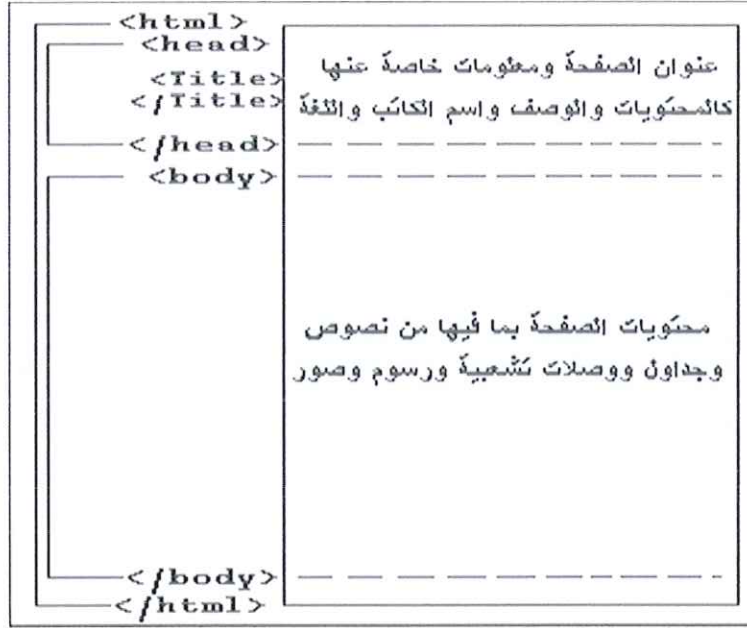 <html>
<head>
<Title>
</Title>
عنوان الصفحة ومعلومات خاصة عنها
كالمحتويات والوصف واسم الكاتب واللغة
</head>
<body>
محتويات الصفحة بما فيها من نصوص
وجداول ووصلات تشعبية ورسوم وصور
</body>
</html>